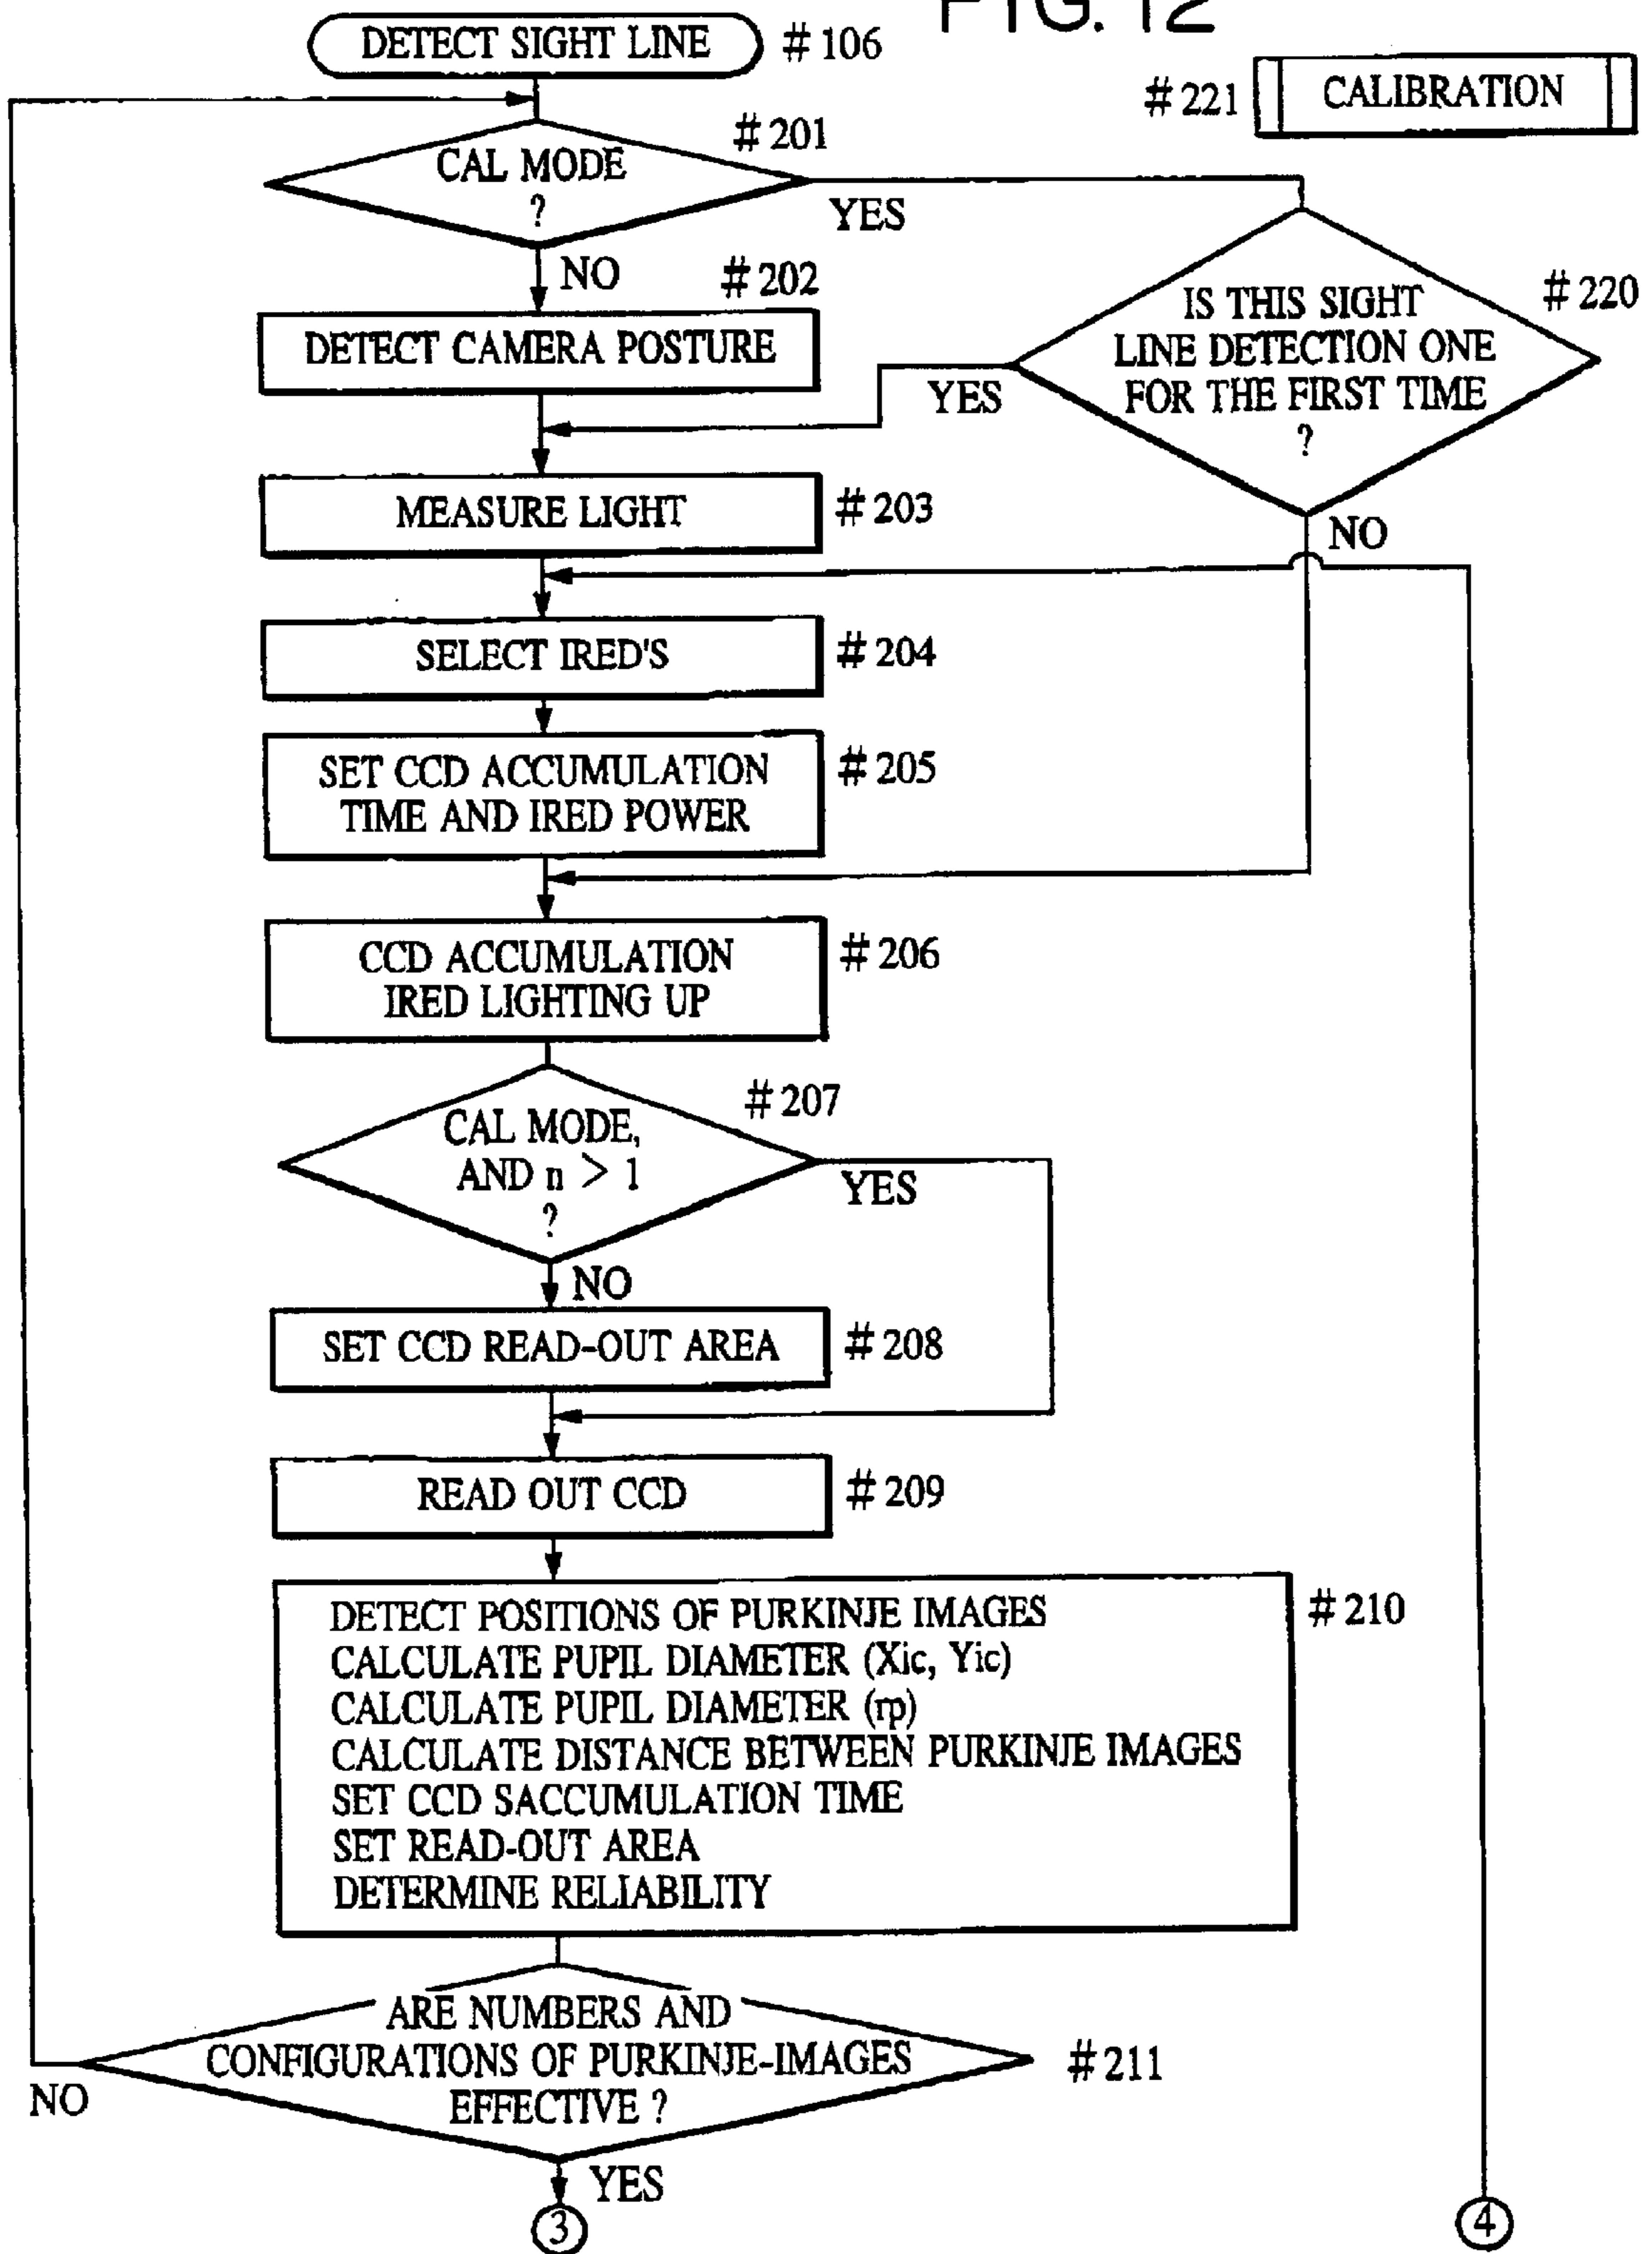 FIG. 12
DETECT SIGHT LINE
#106
#221
CALIBRATION
#201
CAL MODE
?
YES
NO
#202
DETECT CAMERA POSTURE
#220
IS THIS SIGHT
LINE DETECTION ONE
FOR THE FIRST TIME
?
YES
NO
MEASURE LIGHT
#203
SELECT IRED'S
#204
SET CCD ACCUMULATION
TIME AND IRED POWER
#205
CCD ACCUMULATION
IRED LIGHTING UP
#206
#207
CAL MODE,
AND n > 1
?
YES
NO
SET CCD READ-OUT AREA
#208
READ OUT CCD
#209
DETECT POSITIONS OF PURKINJE IMAGES
CALCULATE PUPIL DIAMETER (Xic, Yic)
CALCULATE PUPIL DIAMETER (rp)
CALCULATE DISTANCE BETWEEN PURKINJE IMAGES
SET CCD SACCUMULATION TIME
SET READ-OUT AREA
DETERMINE RELIABILITY
#210
ARE NUMBERS AND
CONFIGURATIONS OF PURKINJE-IMAGES
EFFECTIVE ?
#211
NO
YES
3
4